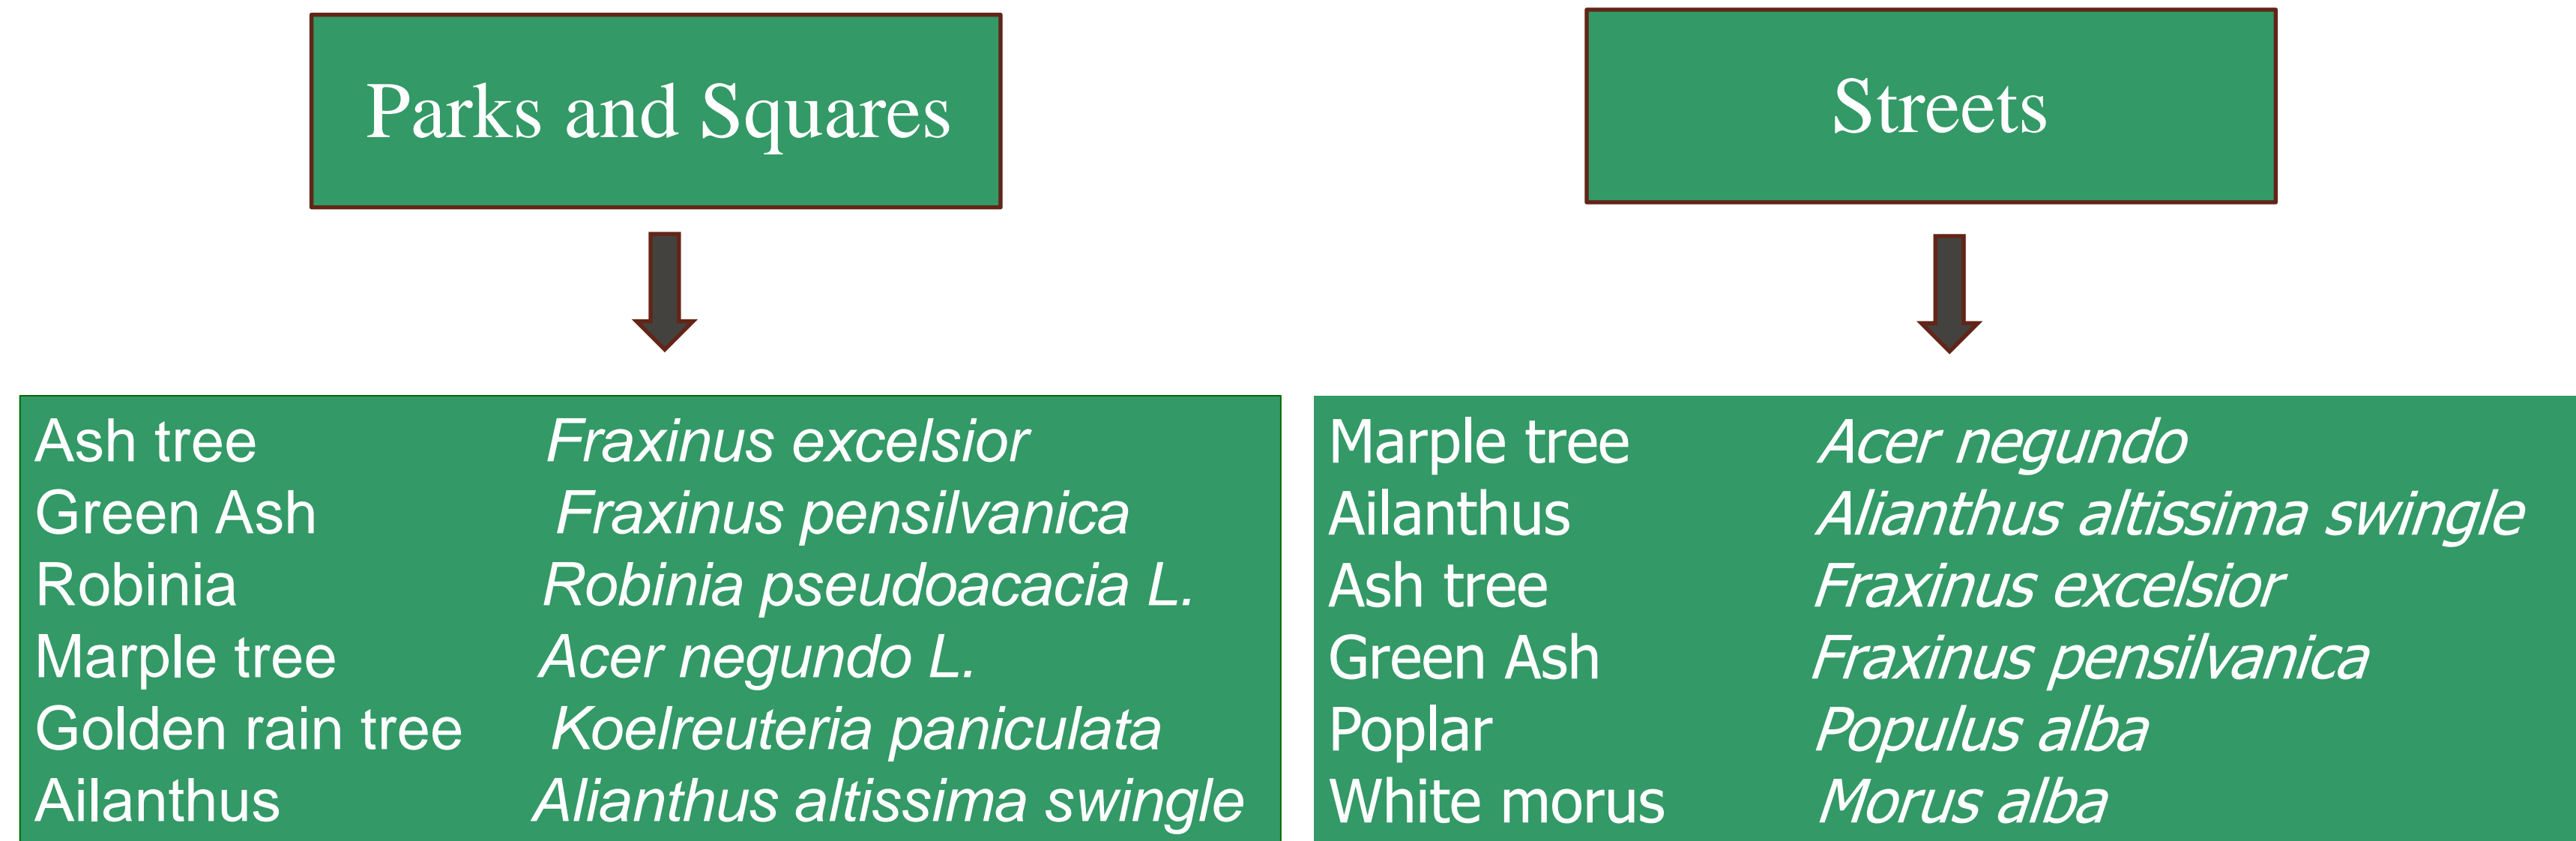 Parks and Squares
Streets
Ash tree Fraxinus excelsior
Green Ash Fraxinus pensilvanica
Robinia Robinia pseudoacacia L.
Marple tree Acer negundo L.
Golden rain tree Koelreuteria paniculata
Ailanthus Alianthus altissima swingle
Marple tree Acer negundo
Ailanthus Alianthus altissima swingle
Ash tree Fraxinus excelsior
Green Ash Fraxinus pensilvanica
Poplar Populus alba
White morus Morus alba